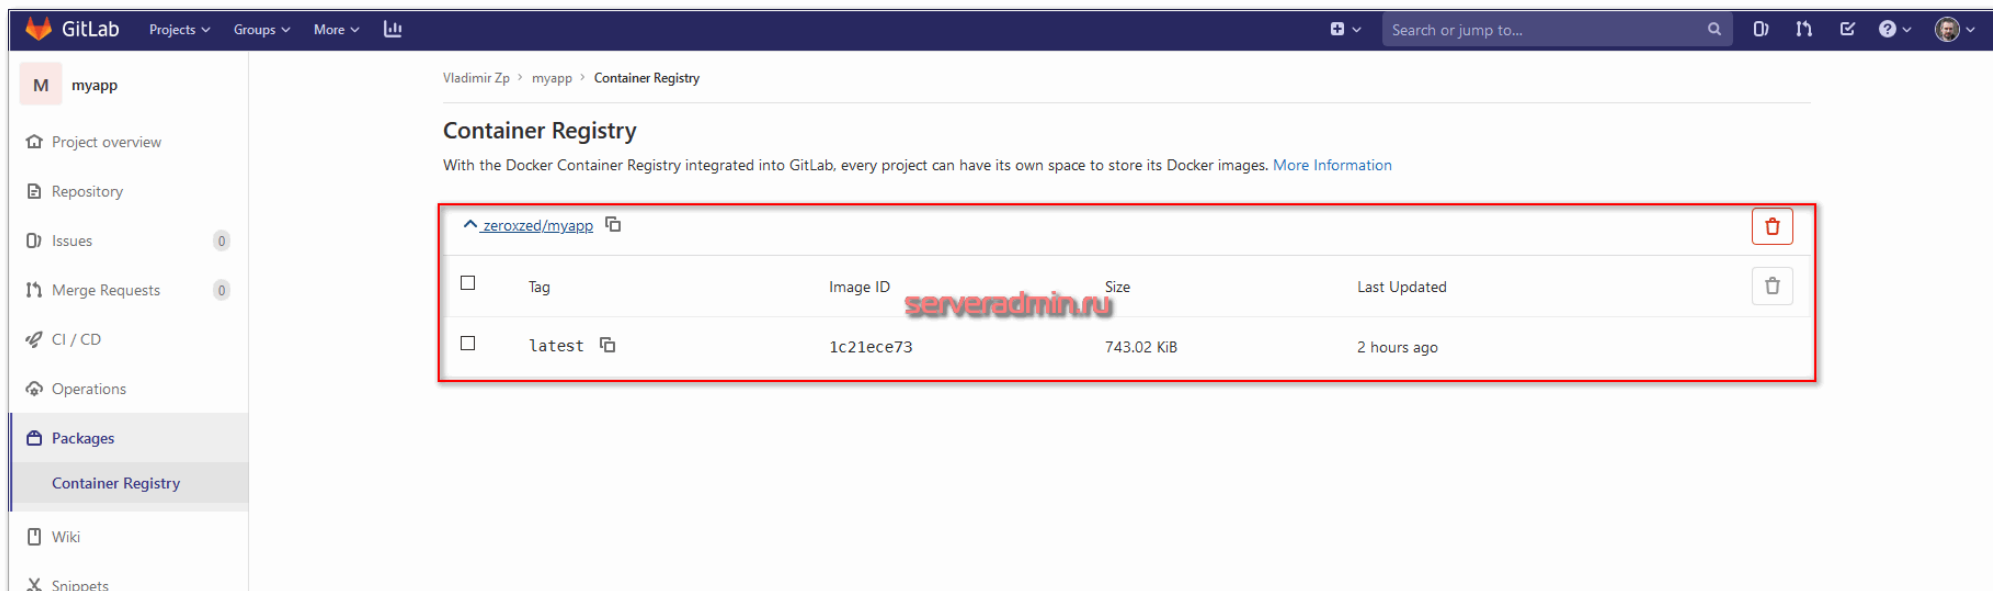 GitLab Projects Groups More Search or jump to...
M myapp
Vladimir Zp > myapp > Container Registry
Container Registry
With the Docker Container Registry integrated into GitLab, every project can have its own space to store its Docker images. More Information
Project overview
Repository
Issues 0
Merge Requests 0
CI / CD
Operations
Packages
Container Registry
Wiki
Snippets
zeroxzed/myapp
Tag Image ID Size Last Updated
serveradmin.ru
latest 1c21ece73 743.02 KiB 2 hours ago